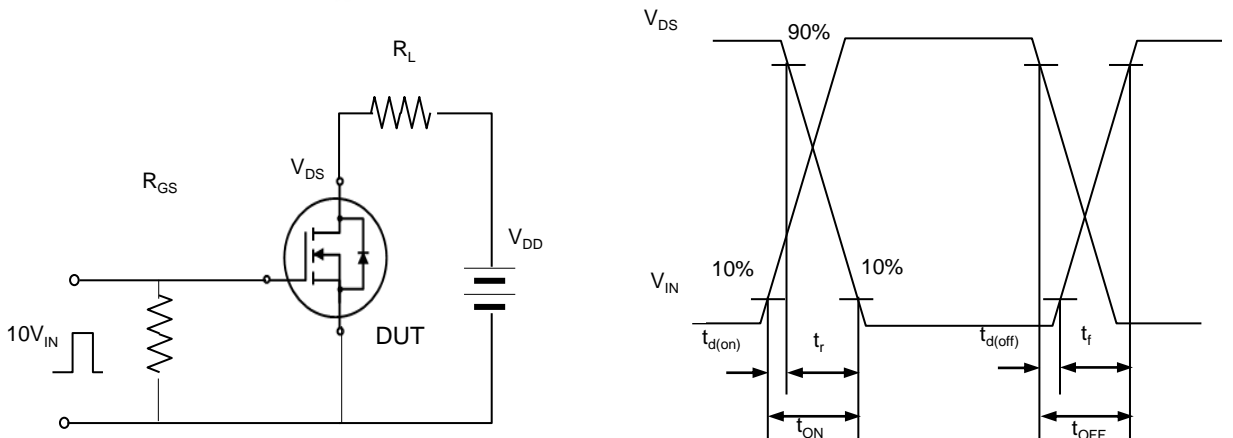 R_L
V_DS
R_GS
V_DD
10V_IN
DUT
V_DS
90%
10%
10%
V_IN
t_d(on)
t_r
t_d(off)
t_f
t_ON
t_OFF